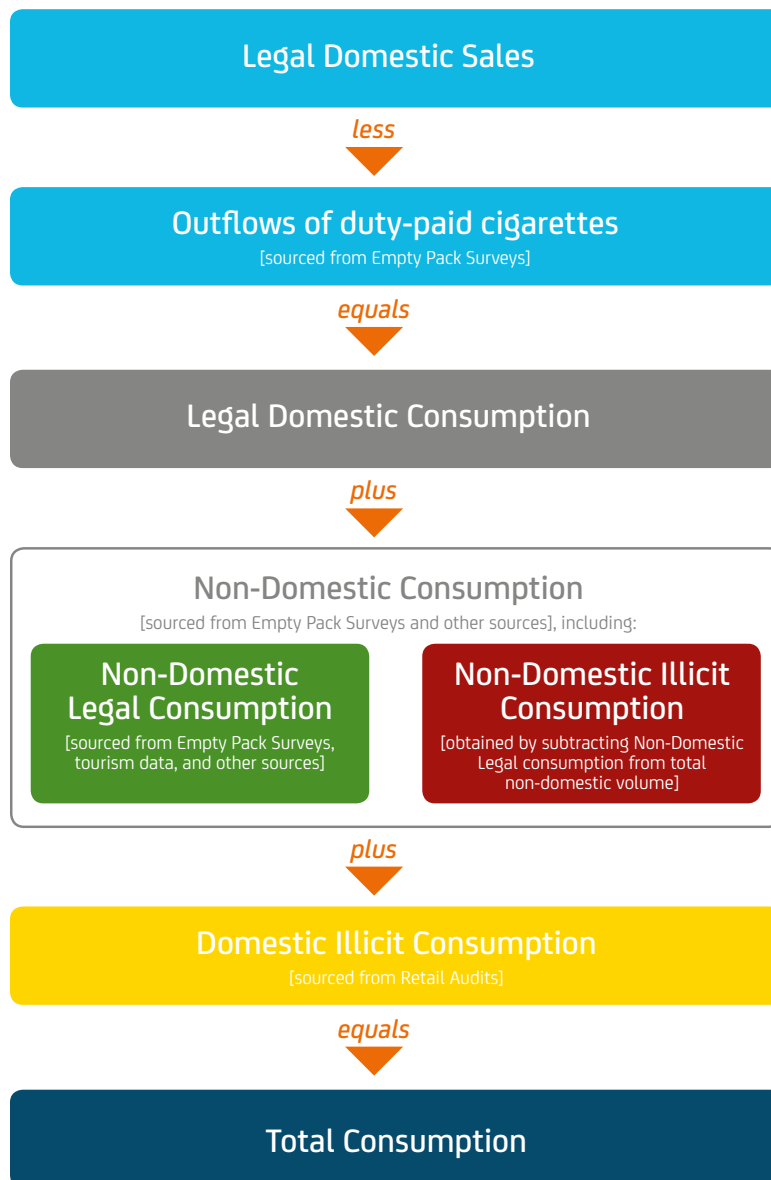 Legal Domestic Sales
less
Outflows of duty-paid cigarettes
[sourced from Empty Pack Surveys]
equals
Legal Domestic Consumption
plus
Non-Domestic Consumption
[sourced from Empty Pack Surveys and other sources], including:
Non-Domestic
Legal Consumption
[sourced from Empty Pack Surveys,
tourism data, and other sources]
Non-Domestic Illicit
Consumption
[obtained by subtracting Non-Domestic
Legal consumption from total
non-domestic volume]
plus
Domestic Illicit Consumption
[sourced from Retail Audits]
equals
Total Consumption